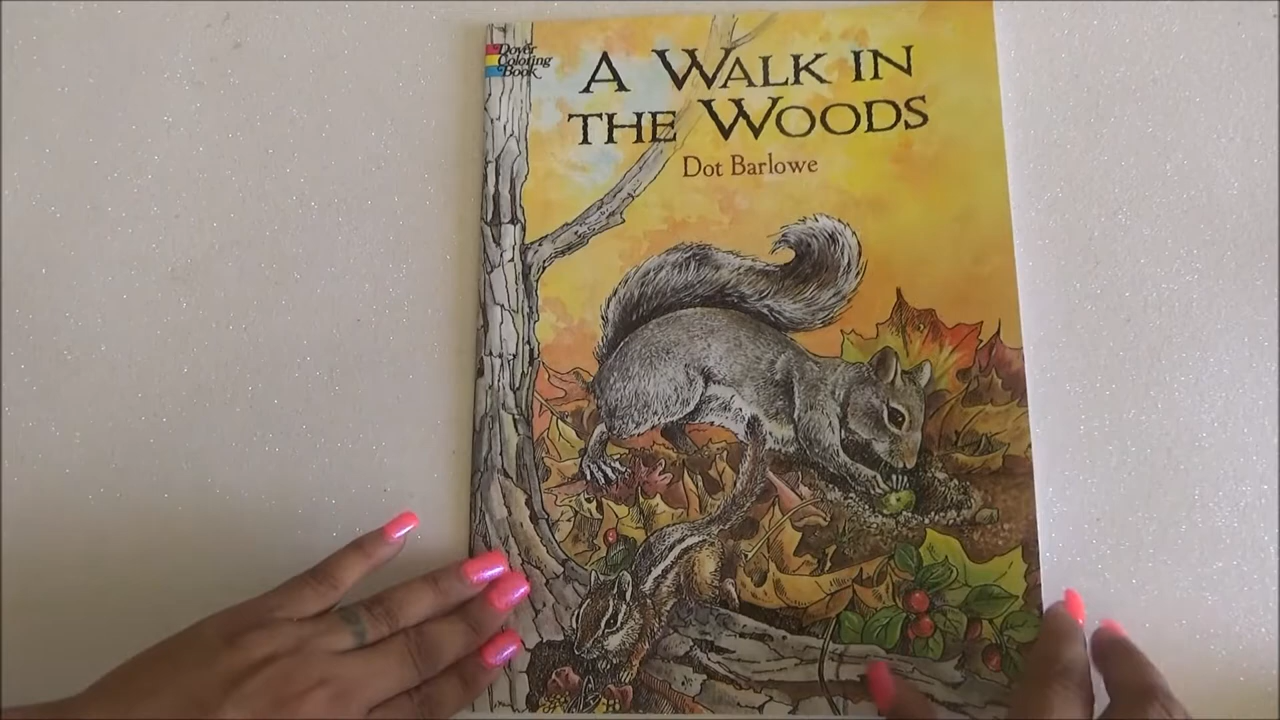 Dover
Coloring
Book
A WALK IN
THE WOODS
Dot Barlowe